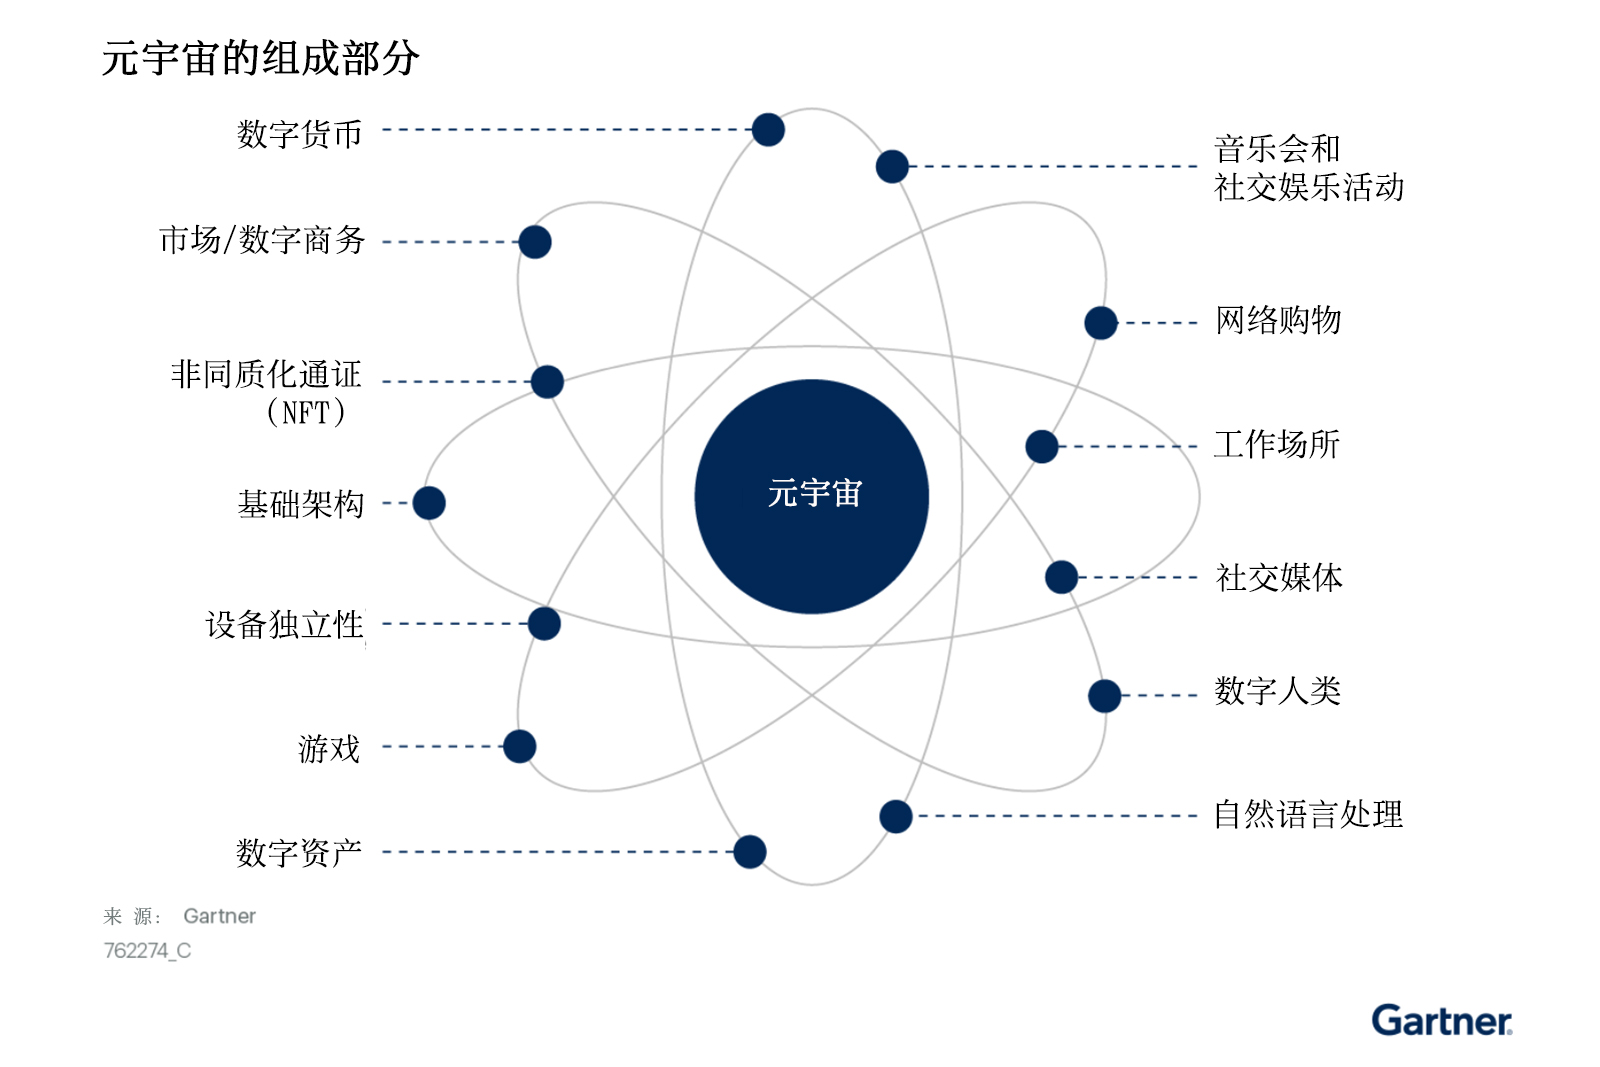 元宇宙的组成部分
数字货币
市场/数字商务
非同质化通证
（NFT）
基础架构
设备独立性
游戏
数字资产
元宇宙
音乐会和
社交娱乐活动
网络购物
工作场所
社交媒体
数字人类
自然语言处理
来 源： Gartner
762274_C
Gartner